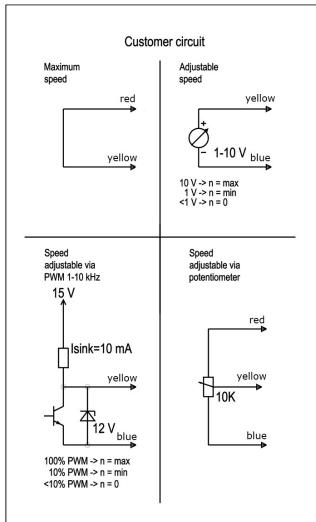 Customer circuit
Maximum
speed
red
yellow
Adjustable
speed
yellow
+
1-10 V
–
blue
10 V -> n = max
1 V -> n = min
<1 V -> n = 0
Speed
adjustable via
PWM 1-10 kHz
15 V
Isink=10 mA
yellow
12 V
blue
100% PWM -> n = max
10% PWM -> n = min
<10% PWM -> n = 0
Speed
adjustable via
potentiometer
red
yellow
10K
blue